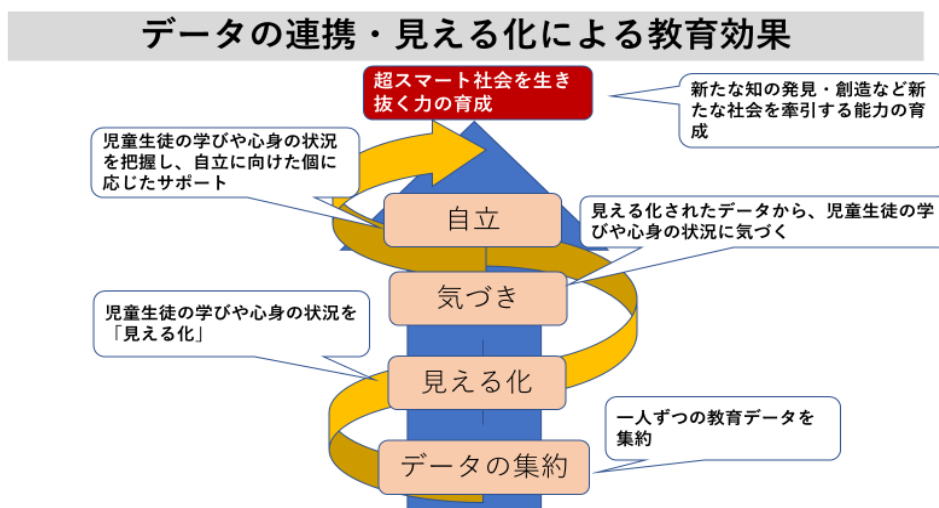 データの連携・見える化による教育効果
超スマート社会を生き
抜く力の育成
新たな知の発見・創造など新
たな社会を牽引する能力の育
成
児童生徒の学びや心身の状況
を把握し、自立に向けた個に
応じたサポート
自立
見える化されたデータから、児童生徒の学
びや心身の状況に気づく
気づき
児童生徒の学びや心身の状況を
「見える化」
見える化
一人ずつの教育データを
集約
データの集約